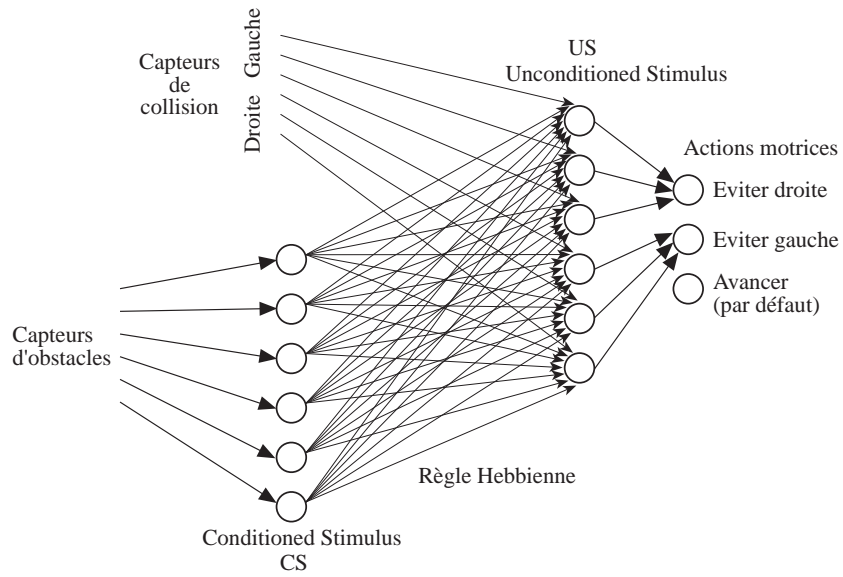 US
Unconditioned Stimulus
Capteurs
de
collision
Gauche
Droite
Actions motrices
Eviter droite
Eviter gauche
Avancer
(par défaut)
Capteurs
d'obstacles
Règle Hebbienne
Conditioned Stimulus
CS